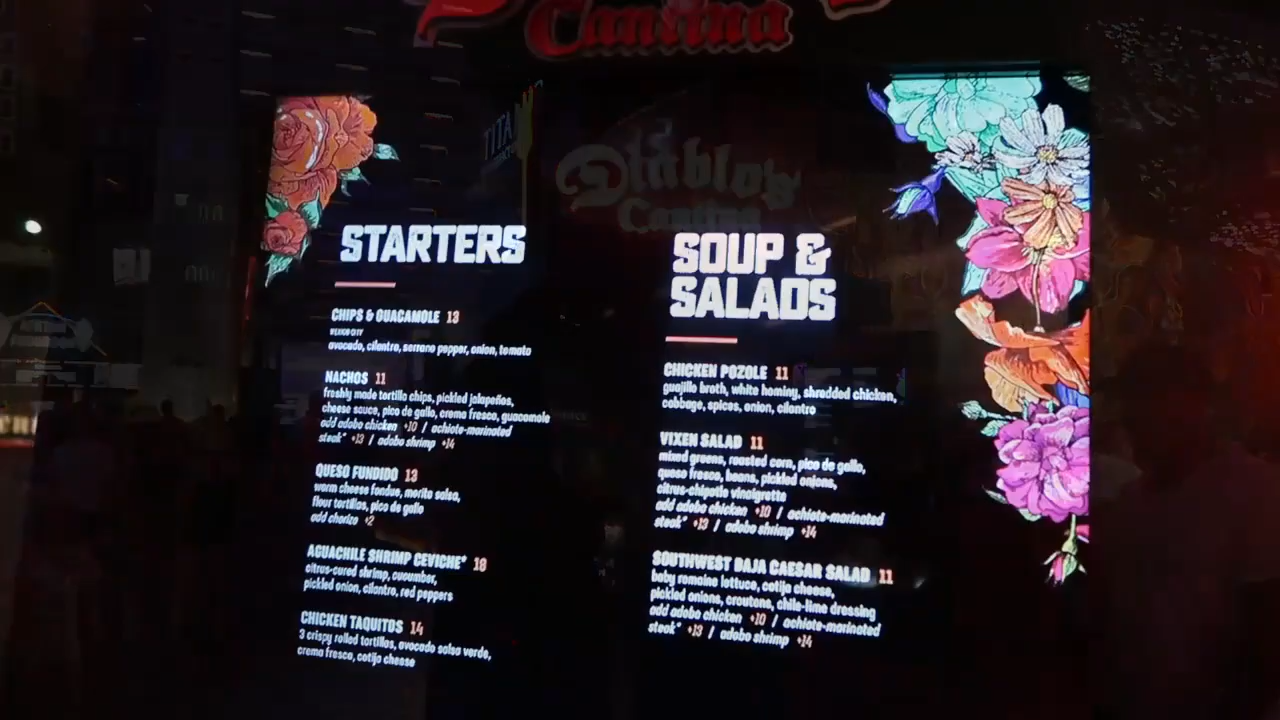 Cantina
TITA
Diablo's
Cantina
STARTERS
CHIPS & GUACAMOLE 13
MEXICO CITY
avocado, cilantro, serrano pepper, onion, tomato
NACHOS 11
freshly made tortilla chips, pickled jalapeños,
cheese sauce, pico de gallo, crema fresca, guacamole
add adobo chicken +10 / achiote-marinated
steak* +13 / adobo shrimp +14
QUESO FUNDIDO 13
warm cheese fondue, morita salsa,
flour tortillas, pico de gallo
add chorizo +2
AGUACHILE SHRIMP CEVICHE* 18
citrus-cured shrimp, cucumber,
pickled onion, cilantro, red peppers
CHICKEN TAQUITOS 14
3 crispy rolled tortillas, avocado salsa verde,
crema fresca, cotija cheese
SOUP &
SALADS
CHICKEN POZOLE 11
guajillo broth, white hominy, shredded chicken,
cabbage, spices, onion, cilantro
VIXEN SALAD 11
mixed greens, roasted corn, pico de gallo,
queso fresco, beans, pickled onions,
citrus-chipotle vinaigrette
add adobo chicken +10 / achiote-marinated
steak* +13 / adobo shrimp +14
SOUTHWEST BAJA CAESAR SALAD 11
baby romaine lettuce, cotija cheese,
pickled onions, croutons, chile-lime dressing
add adobo chicken +10 / achiote-marinated
steak* +13 / adobo shrimp +14